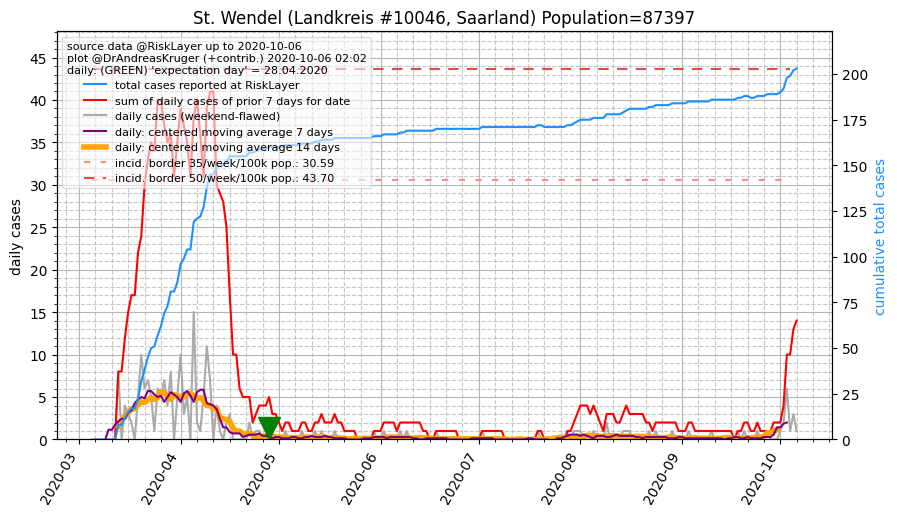 St. Wendel (Landkreis #10046, Saarland) Population=87397
source data @RiskLayer up to 2020-10-06
plot @DrAndreasKruger (+contrib.) 2020-10-06 02:02
daily: (GREEN) 'expectation day' = 28.04.2020
total cases reported at RiskLayer
sum of daily cases of prior 7 days for date
daily cases (weekend-flawed)
daily: centered moving average 7 days
daily: centered moving average 14 days
incid. border 35/week/100k pop.: 30.59
incid. border 50/week/100k pop.: 43.70
daily cases
45
40
35
30
25
20
15
10
5
0
cumulative total cases
200
175
150
125
100
75
50
25
0
2020-03
2020-04
2020-05
2020-06
2020-07
2020-08
2020-09
2020-10